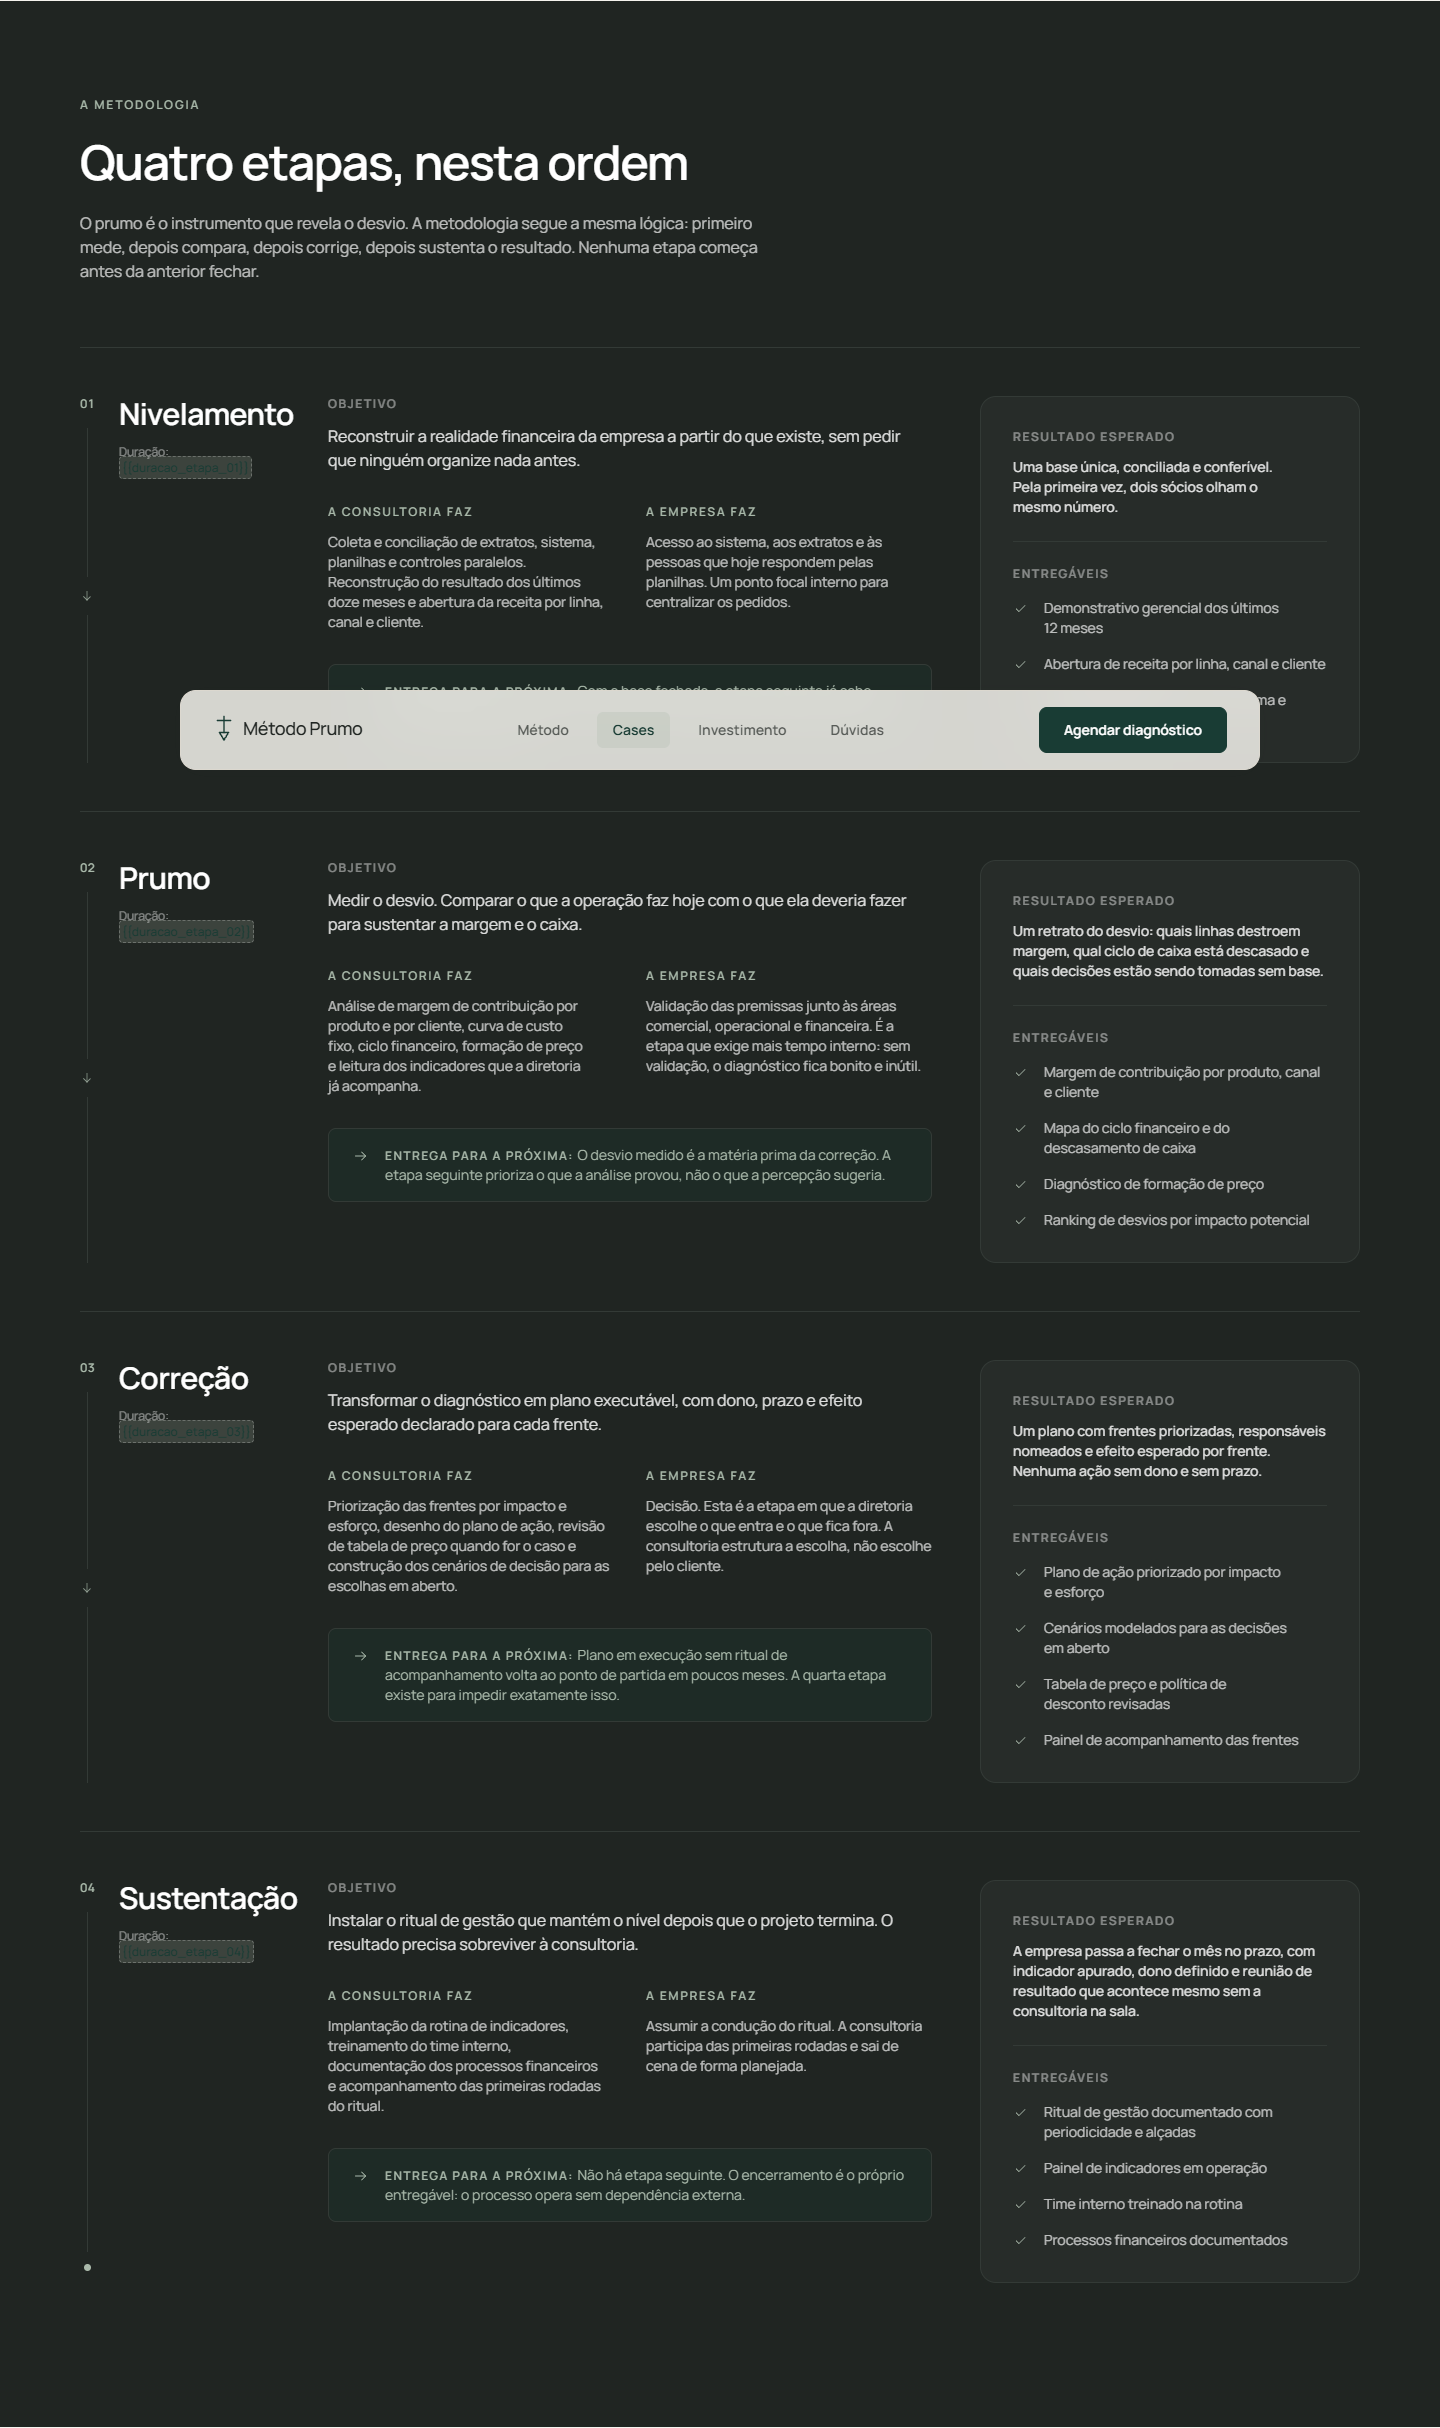 A METODOLOGIA
Quatro etapas, nesta ordem
O prumo é o instrumento que revela o desvio. A metodologia segue a mesma lógica: primeiro
mede, depois compara, depois corrige, depois sustenta o resultado. Nenhuma etapa começa
antes da anterior fechar.
01
Nivelamento
Duração:
{{duracao_etapa_01}}
OBJETIVO
Reconstruir a realidade financeira da empresa a partir do que existe, sem pedir
que ninguém organize nada antes.
A CONSULTORIA FAZ
Coleta e conciliação de extratos, sistema,
planilhas e controles paralelos.
Reconstrução do resultado dos últimos
doze meses e abertura da receita por linha,
canal e cliente.
A EMPRESA FAZ
Acesso ao sistema, aos extratos e às
pessoas que hoje respondem pelas
planilhas. Um ponto focal interno para
centralizar os pedidos.
ENTREGA PARA A PRÓXIMA: Com a base fechada, a etapa seguinte já sabe
RESULTADO ESPERADO
Uma base única, conciliada e conferível.
Pela primeira vez, dois sócios olham o
mesmo número.
ENTREGÁVEIS
Demonstrativo gerencial dos últimos
12 meses
Abertura de receita por linha, canal e cliente
ma e
Método Prumo
Método
Cases
Investimento
Dúvidas
Agendar diagnóstico
02
Prumo
Duração:
{{duracao_etapa_02}}
OBJETIVO
Medir o desvio. Comparar o que a operação faz hoje com o que ela deveria fazer
para sustentar a margem e o caixa.
A CONSULTORIA FAZ
Análise de margem de contribuição por
produto e por cliente, curva de custo
fixo, ciclo financeiro, formação de preço
e leitura dos indicadores que a diretoria
já acompanha.
A EMPRESA FAZ
Validação das premissas junto às áreas
comercial, operacional e financeira. É a
etapa que exige mais tempo interno: sem
validação, o diagnóstico fica bonito e inútil.
ENTREGA PARA A PRÓXIMA: O desvio medido é a matéria prima da correção. A
etapa seguinte prioriza o que a análise provou, não o que a percepção sugeria.
RESULTADO ESPERADO
Um retrato do desvio: quais linhas destroem
margem, qual ciclo de caixa está descasado e
quais decisões estão sendo tomadas sem base.
ENTREGÁVEIS
Margem de contribuição por produto, canal
e cliente
Mapa do ciclo financeiro e do
descasamento de caixa
Diagnóstico de formação de preço
Ranking de desvios por impacto potencial
03
Correção
Duração:
{{duracao_etapa_03}}
OBJETIVO
Transformar o diagnóstico em plano executável, com dono, prazo e efeito
esperado declarado para cada frente.
A CONSULTORIA FAZ
Priorização das frentes por impacto e
esforço, desenho do plano de ação, revisão
de tabela de preço quando for o caso e
construção dos cenários de decisão para as
escolhas em aberto.
A EMPRESA FAZ
Decisão. Esta é a etapa em que a diretoria
escolhe o que entra e o que fica fora. A
consultoria estrutura a escolha, não escolhe
pelo cliente.
ENTREGA PARA A PRÓXIMA: Plano em execução sem ritual de
acompanhamento volta ao ponto de partida em poucos meses. A quarta etapa
existe para impedir exatamente isso.
RESULTADO ESPERADO
Um plano com frentes priorizadas, responsáveis
nomeados e efeito esperado por frente.
Nenhuma ação sem dono e sem prazo.
ENTREGÁVEIS
Plano de ação priorizado por impacto
e esforço
Cenários modelados para as decisões
em aberto
Tabela de preço e política de
desconto revisadas
Painel de acompanhamento das frentes
04
Sustentação
Duração:
{{duracao_etapa_04}}
OBJETIVO
Instalar o ritual de gestão que mantém o nível depois que o projeto termina. O
resultado precisa sobreviver à consultoria.
A CONSULTORIA FAZ
Implantação da rotina de indicadores,
treinamento do time interno,
documentação dos processos financeiros
e acompanhamento das primeiras rodadas
do ritual.
A EMPRESA FAZ
Assumir a condução do ritual. A consultoria
participa das primeiras rodadas e sai de
cena de forma planejada.
ENTREGA PARA A PRÓXIMA: Não há etapa seguinte. O encerramento é o próprio
entregável: o processo opera sem dependência externa.
RESULTADO ESPERADO
A empresa passa a fechar o mês no prazo, com
indicador apurado, dono definido e reunião de
resultado que acontece mesmo sem a
consultoria na sala.
ENTREGÁVEIS
Ritual de gestão documentado com
periodicidade e alçadas
Painel de indicadores em operação
Time interno treinado na rotina
Processos financeiros documentados